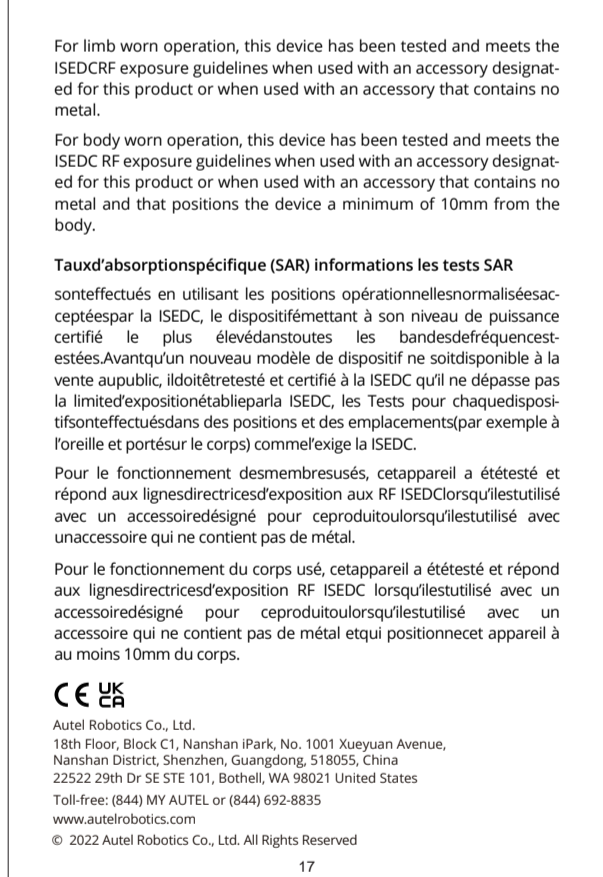 For limb worn operation, this device has been tested and meets the
ISEDCRF exposure guidelines when used with an accessory designat-
ed for this product or when used with an accessory that contains no
metal.
For body worn operation, this device has been tested and meets the
ISEDC RF exposure guidelines when used with an accessory designat-
ed for this product or when used with an accessory that contains no
metal and that positions the device a minimum of 10mm from the
body.
Tauxd’absorptionspécifique (SAR) informations les tests SAR
sonteffectués en utilisant les positions opérationnellesnormaliséesac-
ceptéespar la ISEDC, le dispositifémettant à son niveau de puissance
certifié le plus élevédanstoutes les bandesdefréquencest-
estées.Avantqu’un nouveau modèle de dispositif ne soitdisponible à la
vente aupublic, ildoitêtretesté et certifié à la ISEDC qu’il ne dépasse pas
la limited’expositionétablieparla ISEDC, les Tests pour chaquedisposi-
tifsonteffectuésdans des positions et des emplacements(par exemple à
l’oreille et portésur le corps) commel’exige la ISEDC.
Pour le fonctionnement desmembresusés, cetappareil a ététesté et
répond aux lignesdirectricesd’exposition aux RF ISEDClorsqu’ilestutilisé
avec un accessoiredésigné pour ceproduitoulorsqu’ilestutilisé avec
unaccessoire qui ne contient pas de métal.
Pour le fonctionnement du corps usé, cetappareil a ététesté et répond
aux lignesdirectricesd’exposition RF ISEDC lorsqu’ilestutilisé avec un
accessoiredésigné pour ceproduitoulorsqu’ilestutilisé avec un
accessoire qui ne contient pas de métal etqui positionnecet appareil à
au moins 10mm du corps.
CE UK
CA
Autel Robotics Co., Ltd.
18th Floor, Block C1, Nanshan iPark, No. 1001 Xueyuan Avenue,
Nanshan District, Shenzhen, Guangdong, 518055, China
22522 29th Dr SE STE 101, Bothell, WA 98021 United States
Toll-free: (844) MY AUTEL or (844) 692-8835
www.autelrobotics.com
© 2022 Autel Robotics Co., Ltd. All Rights Reserved
17